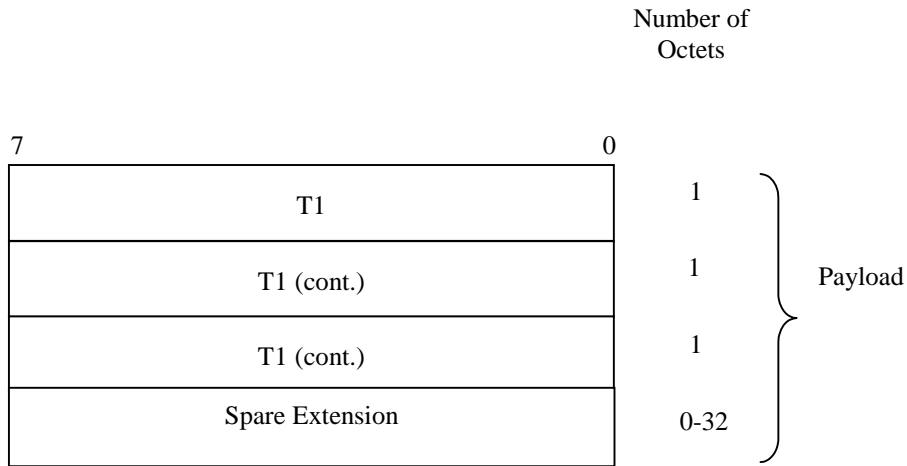 Number of
Octets
7 0
T1 1
T1 (cont.) 1
Payload
T1 (cont.) 1
Spare Extension 0-32